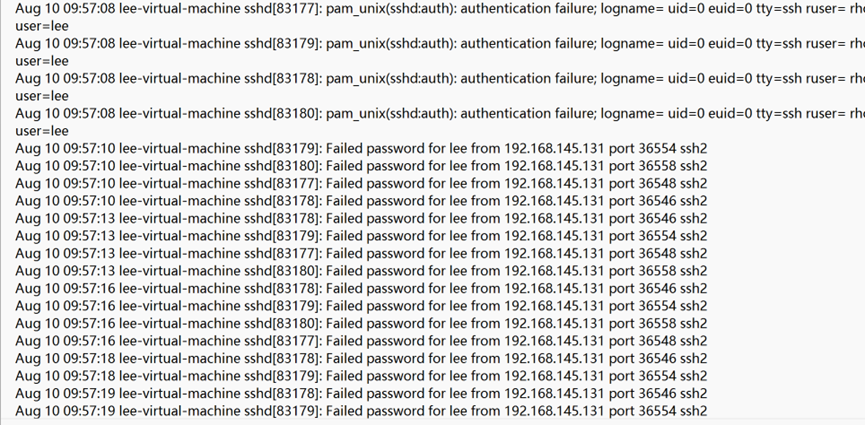 Aug 10 09:57:08 lee-virtual-machine sshd[83177]: pam_unix(sshd:auth): authentication failure; logname= uid=0 euid=0 tty=ssh ruser=
user=lee
Aug 10 09:57:08 lee-virtual-machine sshd[83179]: pam_unix(sshd:auth): authentication failure; logname= uid=0 euid=0 tty=ssh ruser=
user=lee
Aug 10 09:57:08 lee-virtual-machine sshd[83178]: pam_unix(sshd:auth): authentication failure; logname= uid=0 euid=0 tty=ssh ruser=
user=lee
Aug 10 09:57:08 lee-virtual-machine sshd[83180]: pam_unix(sshd:auth): authentication failure; logname= uid=0 euid=0 tty=ssh ruser=
user=lee
Aug 10 09:57:10 lee-virtual-machine sshd[83179]: Failed password for lee from 192.168.145.131 port 36554 ssh2
Aug 10 09:57:10 lee-virtual-machine sshd[83180]: Failed password for lee from 192.168.145.131 port 36558 ssh2
Aug 10 09:57:10 lee-virtual-machine sshd[83177]: Failed password for lee from 192.168.145.131 port 36548 ssh2
Aug 10 09:57:10 lee-virtual-machine sshd[83178]: Failed password for lee from 192.168.145.131 port 36546 ssh2
Aug 10 09:57:13 lee-virtual-machine sshd[83178]: Failed password for lee from 192.168.145.131 port 36546 ssh2
Aug 10 09:57:13 lee-virtual-machine sshd[83179]: Failed password for lee from 192.168.145.131 port 36554 ssh2
Aug 10 09:57:13 lee-virtual-machine sshd[83177]: Failed password for lee from 192.168.145.131 port 36548 ssh2
Aug 10 09:57:13 lee-virtual-machine sshd[83180]: Failed password for lee from 192.168.145.131 port 36558 ssh2
Aug 10 09:57:16 lee-virtual-machine sshd[83178]: Failed password for lee from 192.168.145.131 port 36546 ssh2
Aug 10 09:57:16 lee-virtual-machine sshd[83179]: Failed password for lee from 192.168.145.131 port 36554 ssh2
Aug 10 09:57:16 lee-virtual-machine sshd[83180]: Failed password for lee from 192.168.145.131 port 36558 ssh2
Aug 10 09:57:16 lee-virtual-machine sshd[83177]: Failed password for lee from 192.168.145.131 port 36548 ssh2
Aug 10 09:57:18 lee-virtual-machine sshd[83178]: Failed password for lee from 192.168.145.131 port 36546 ssh2
Aug 10 09:57:18 lee-virtual-machine sshd[83179]: Failed password for lee from 192.168.145.131 port 36554 ssh2
Aug 10 09:57:19 lee-virtual-machine sshd[83178]: Failed password for lee from 192.168.145.131 port 36546 ssh2
Aug 10 09:57:19 lee-virtual-machine sshd[83179]: Failed password for lee from 192.168.145.131 port 36554 ssh2